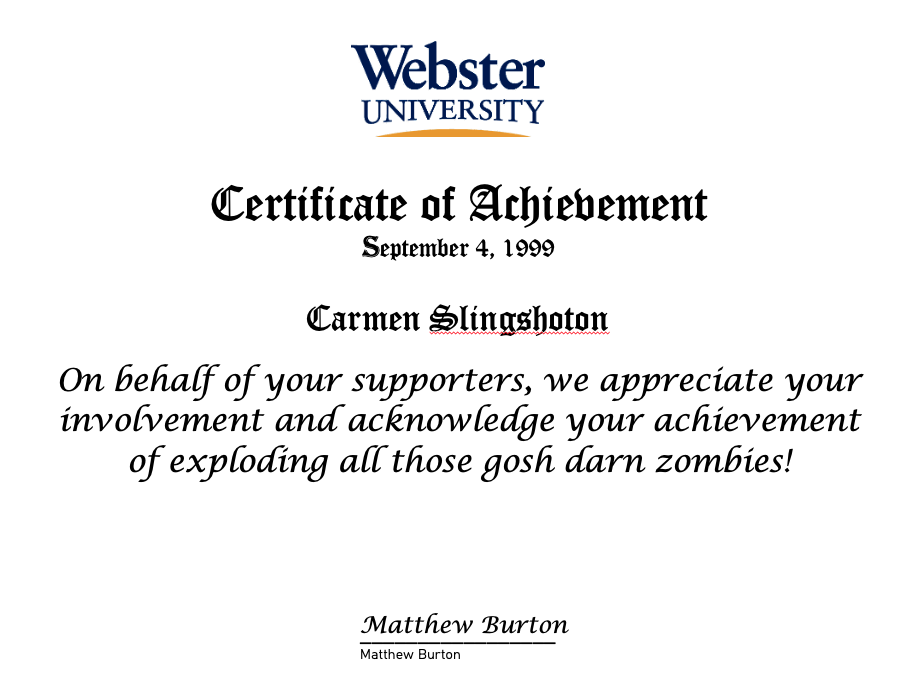 Webster
UNIVERSITY
Certificate of Achievement
September 4, 1999
Carmen Slingshoton
On behalf of your supporters, we appreciate your
involvement and acknowledge your achievement
of exploding all those gosh darn zombies!
Matthew Burton
Matthew Burton